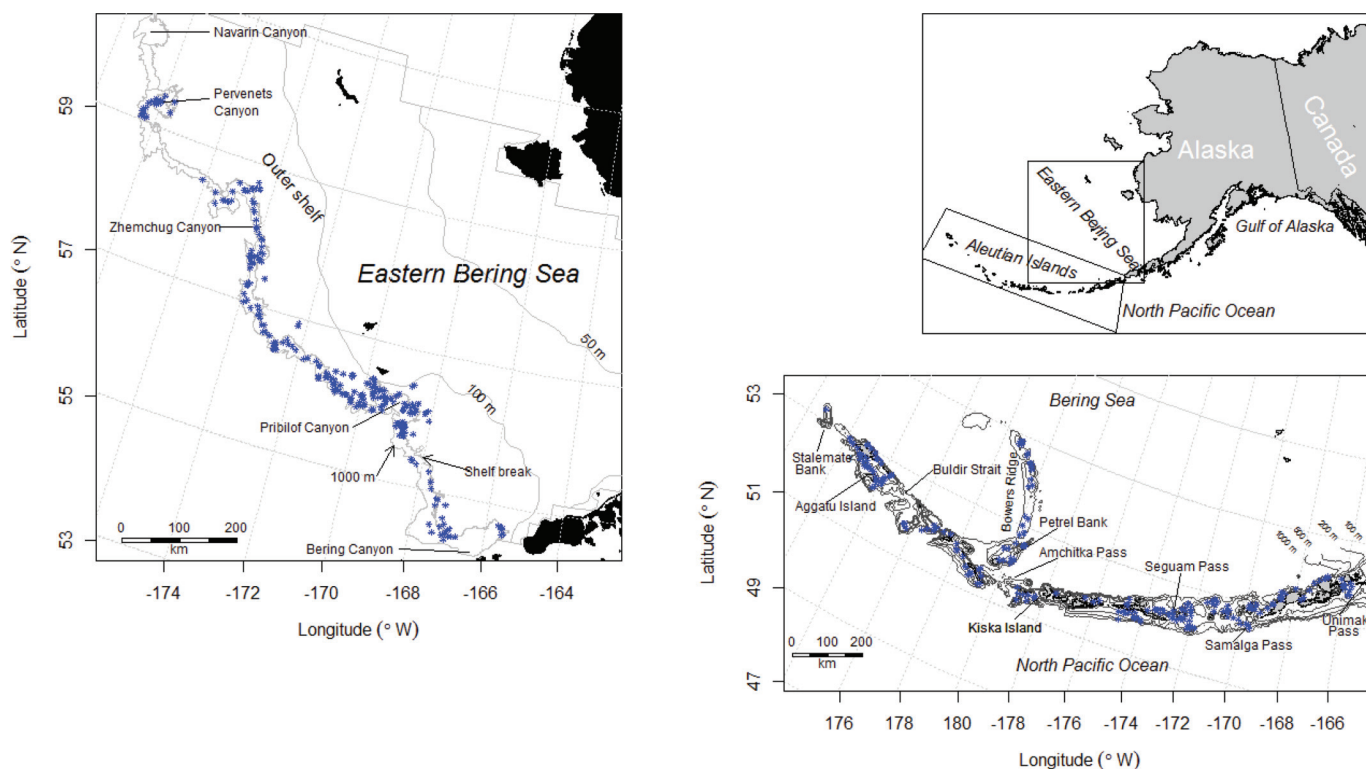 Navarin Canyon
Pervenets
Canyon
59
Outer shelf
Zhemchug Canyon
57
Latitude (° N)
Eastern Bering Sea
50 m
55
100 m
Pribilof Canyon
1000 m
Shelf break
0 100 200
km
53
Bering Canyon
-174 -172 -170 -168 -166 -164
Longitude (° W)
Alaska
Canada
Eastern Bering Sea
Gulf of Alaska
Aleutian Islands
North Pacific Ocean
53
Bering Sea
Stalemate
Bank
Buldir Strait
Bowers Ridge
51
Aggatu Island
Petrel Bank
Latitude (° N)
Amchitka Pass
Seguam Pass
1000 m
600 m
200 m
100 m
49
Kiska Island
Unimak
Pass
Samalga Pass
0 100 200
km
North Pacific Ocean
47
176 178 180 -178 -176 -174 -172 -170 -168 -166
Longitude (° W)